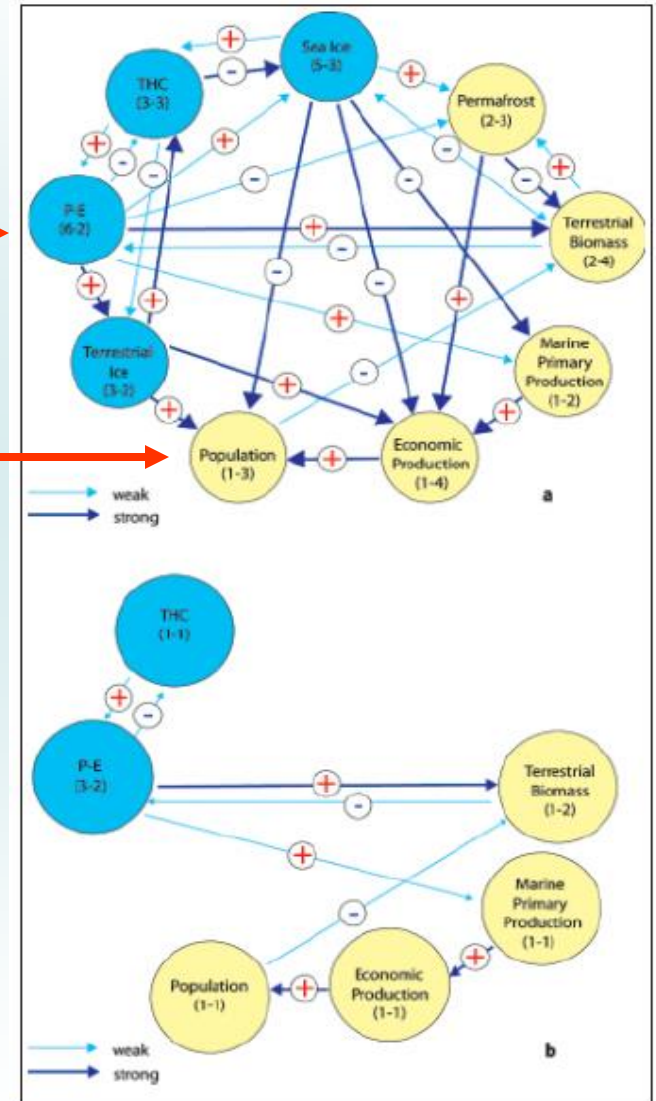 Sea Ice
(5-3)
THC
(3-3)
Permafrost
(2-3)
P-E
(6-2)
Terrestrial
Biomass
(2-4)
Terrestrial
Ice
(3-2)
Marine
Primary
Production
(1-2)
Population
(1-3)
Economic
Production
(1-4)
weak
strong
a
+
-
+
+
-
-
+
-
-
-
+
-
+
-
+
-
-
+
+
+
+
-
+
+
+
+
THC
(1-1)
P-E
(3-2)
Terrestrial
Biomass
(1-2)
Marine
Primary
Production
(1-1)
Population
(1-1)
Economic
Production
(1-1)
weak
strong
b
+
-
+
-
+
-
+
+